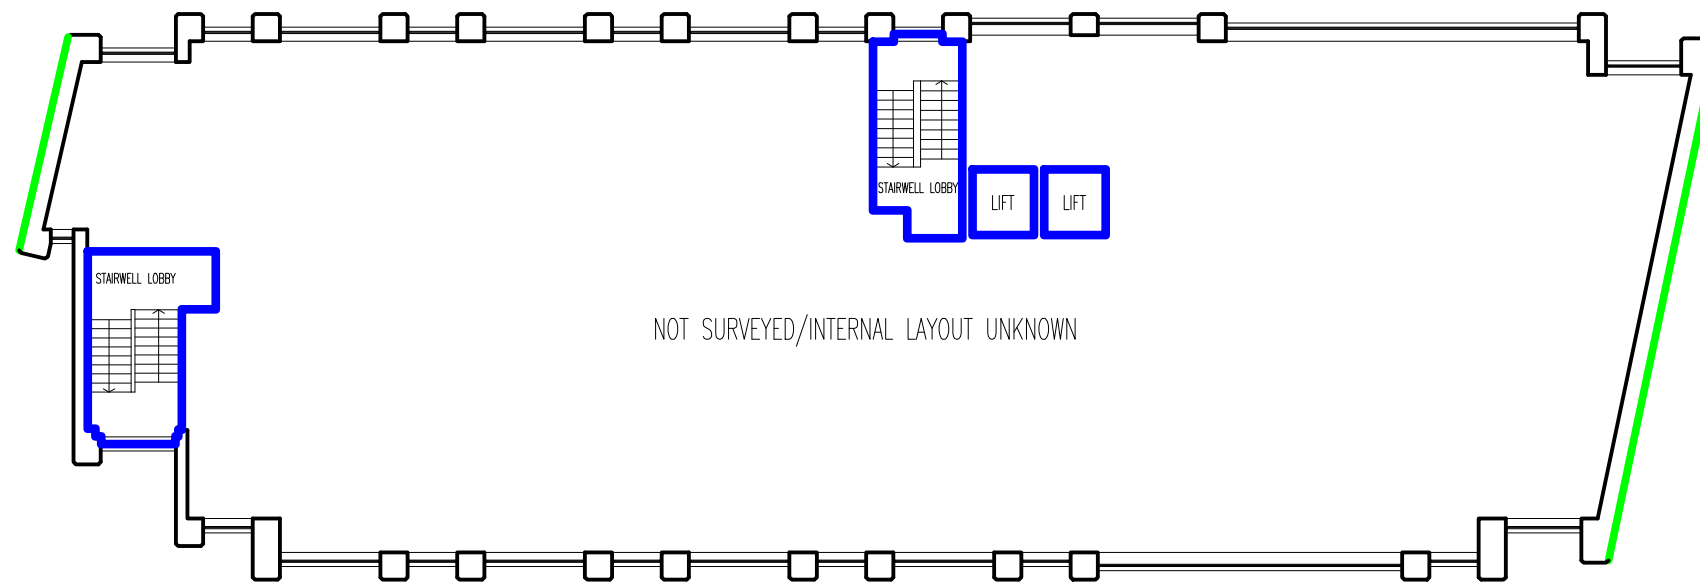 STAIRWELL LOBBY
LIFT
LIFT
STAIRWELL LOBBY
NOT SURVEYED/INTERNAL LAYOUT UNKNOWN